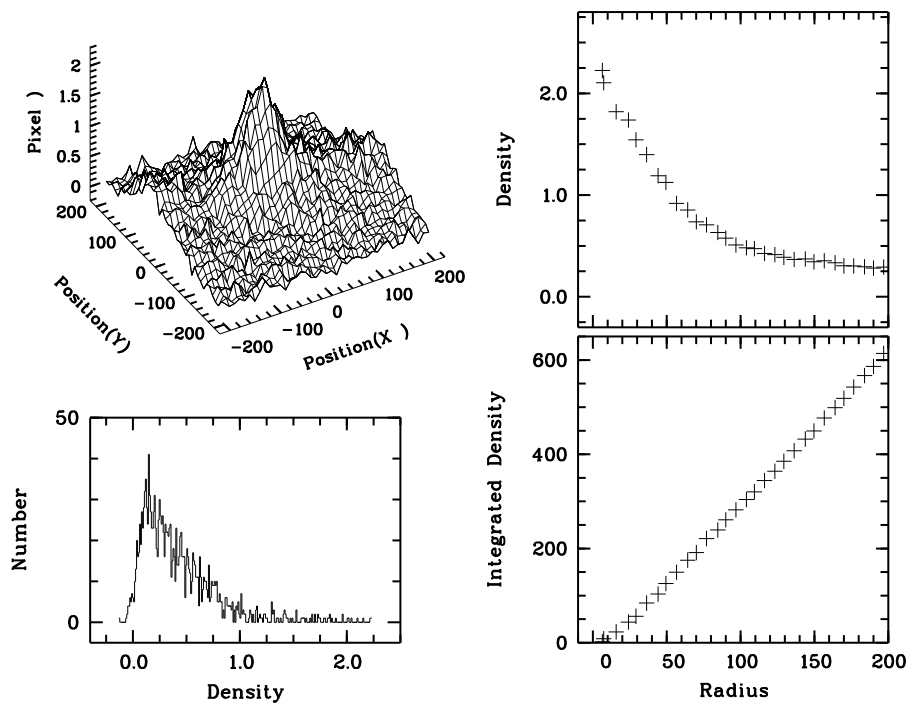 Pixel )
2
1.5
1
0.5
0
200
100
0
-100
-200
Position(Y)
-200
-100
0
100
200
Position(X )
Density
2.0
1.0
0.0
Integrated Density
600
400
200
0
0 50 100 150 200
Radius
Number
50
0
0.0 1.0 2.0
Density